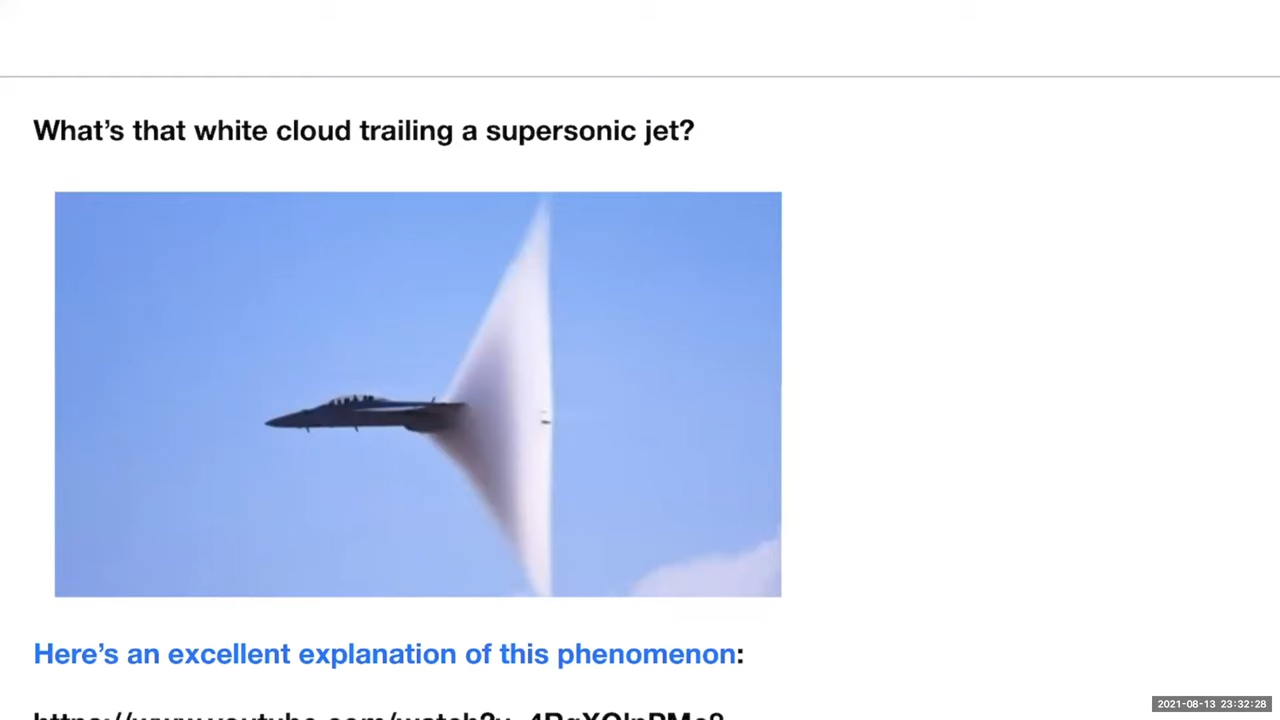 What’s that white cloud trailing a supersonic jet?
Here’s an excellent explanation of this phenomenon:
2021-08-13 23:32:28